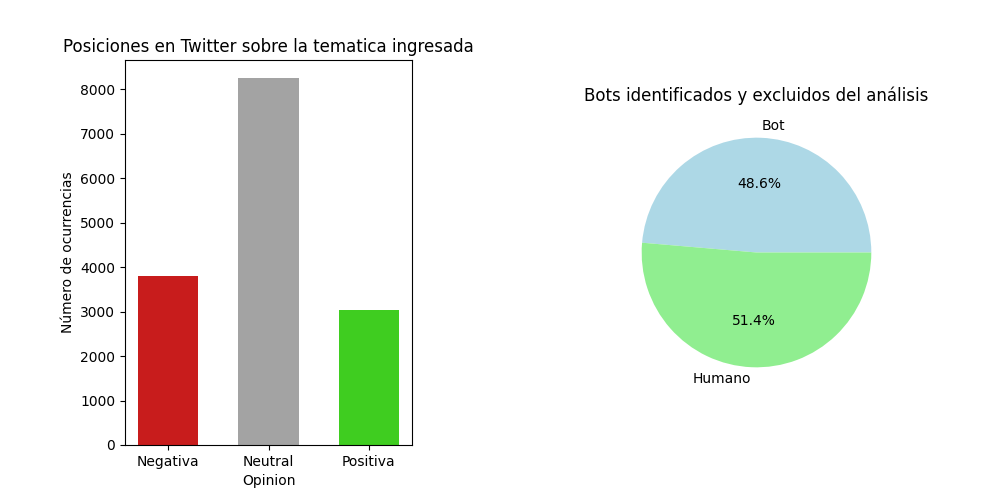 Posiciones en Twitter sobre la tematica ingresada
Número de ocurrencias
8000
7000
6000
5000
4000
3000
2000
1000
0
Negativa
Neutral
Positiva
Opinion
Bots identificados y excluidos del análisis
Bot
48.6%
51.4%
Humano